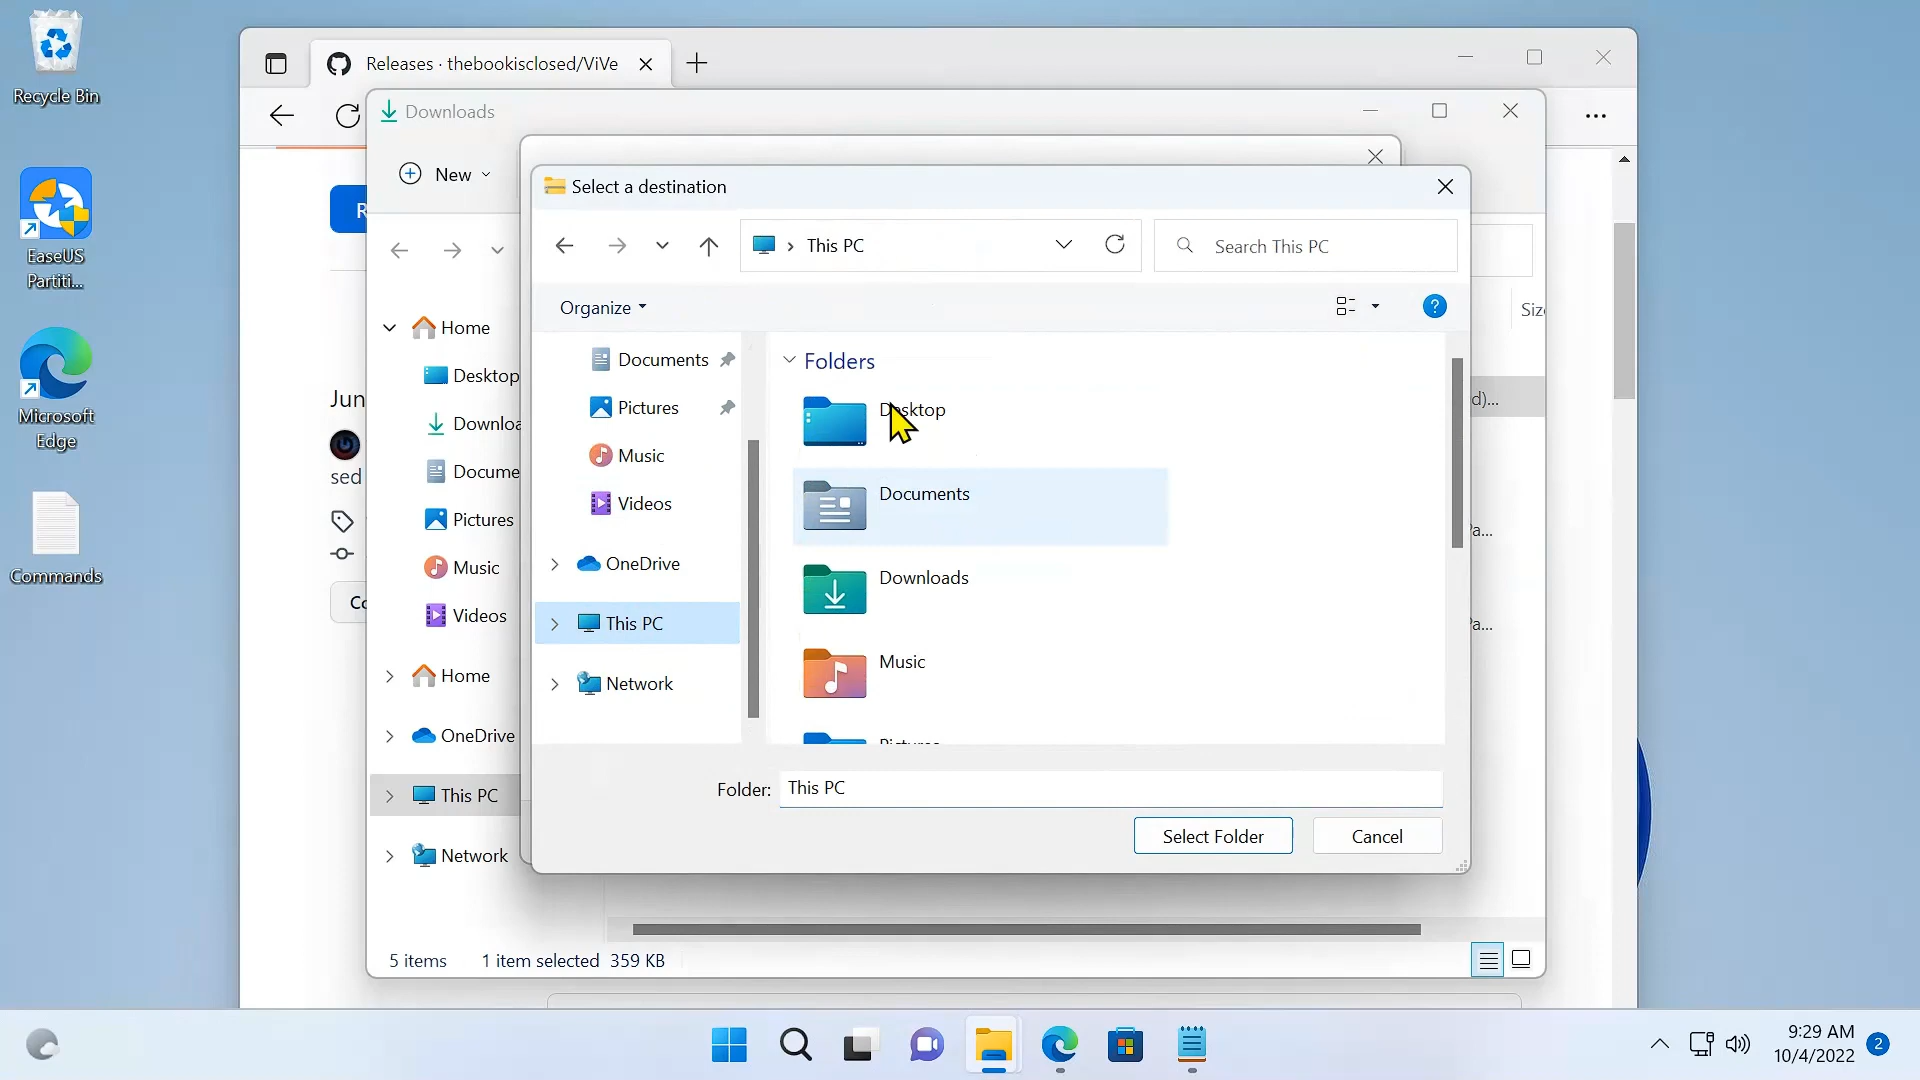 Recycle Bin
EaseUS
Partiti...
Microsoft
Edge
Commands
Releases · thebookisclosed/ViVe
Downloads
New
Select a destination
This PC
Search This PC
Organize
Siz
Home
Desktop
Downloa
Docume
Pictures
Music
Videos
Home
OneDrive
This PC
Network
Documents
Pictures
Music
Videos
OneDrive
This PC
Network
Folders
Desktop
Documents
Downloads
Music
Jun
sed
d)...
Folder: This PC
Select Folder
Cancel
5 items
1 item selected 359 KB
9:29 AM
10/4/2022
2